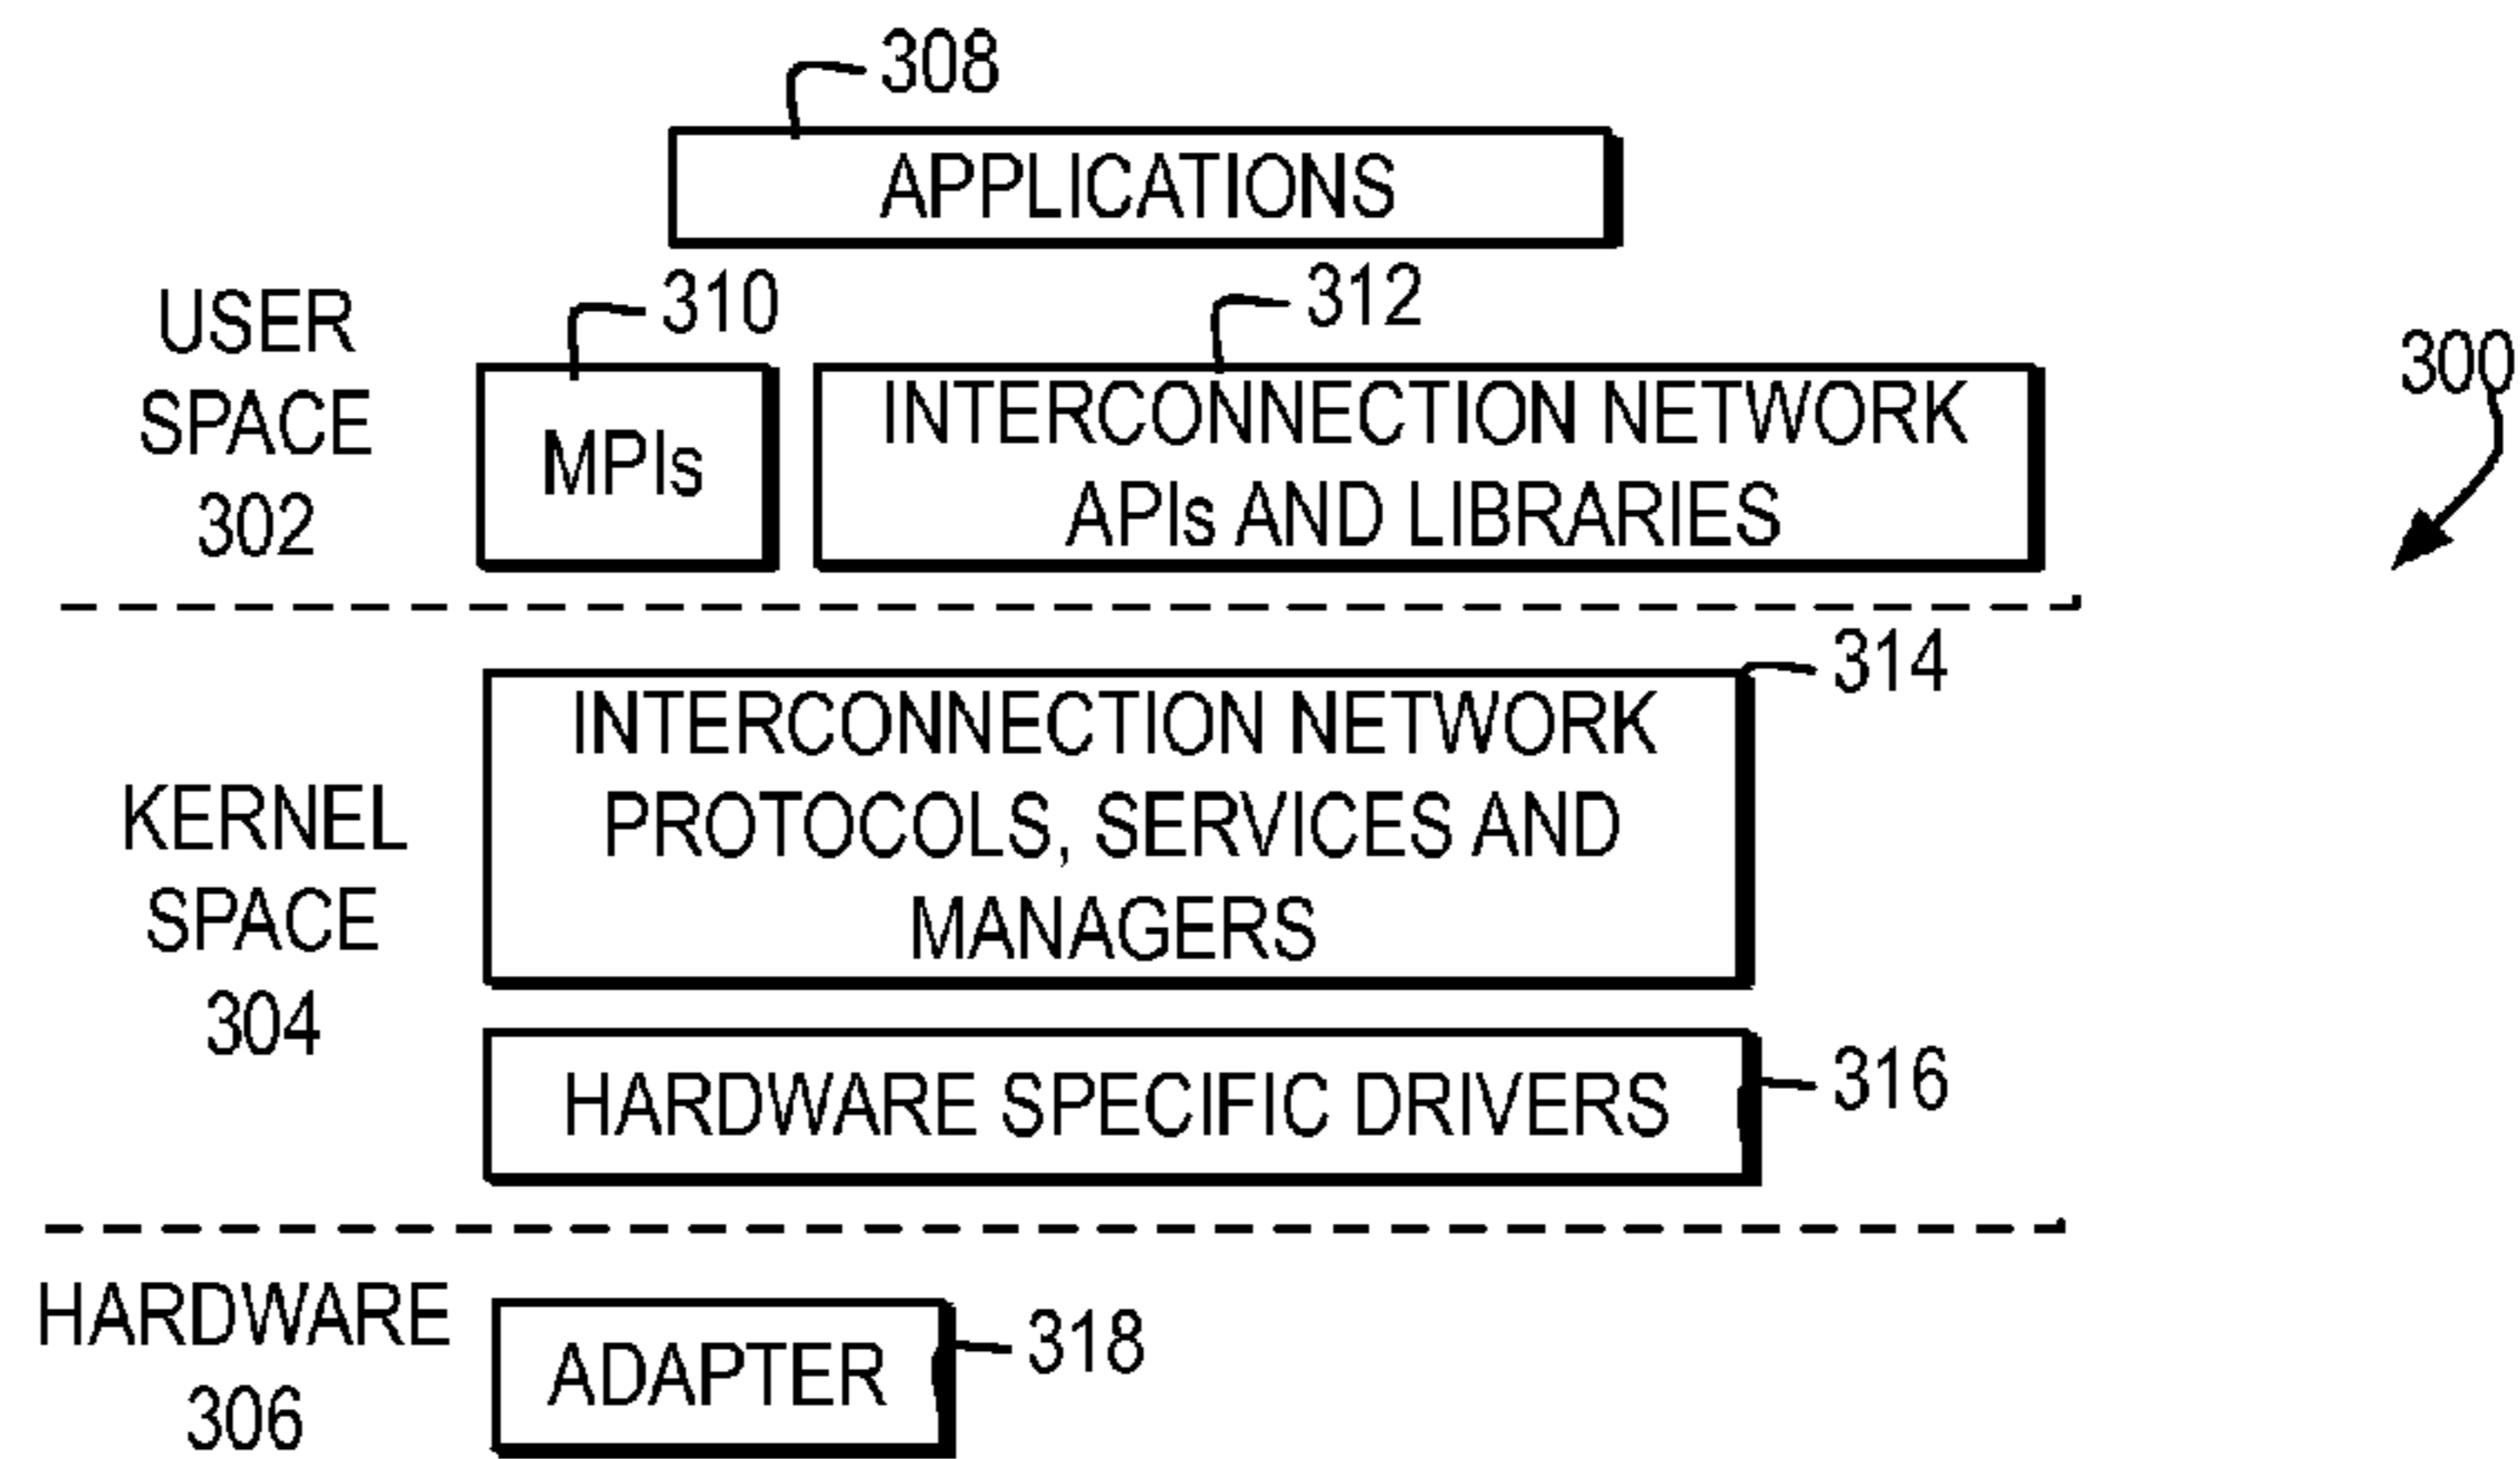 308
APPLICATIONS
310
312
USER
SPACE
302
MPIs
INTERCONNECTION NETWORK
APIs AND LIBRARIES
300
314
INTERCONNECTION NETWORK
PROTOCOLS, SERVICES AND
MANAGERS
KERNEL
SPACE
304
HARDWARE SPECIFIC DRIVERS
316
HARDWARE
306
ADAPTER
318